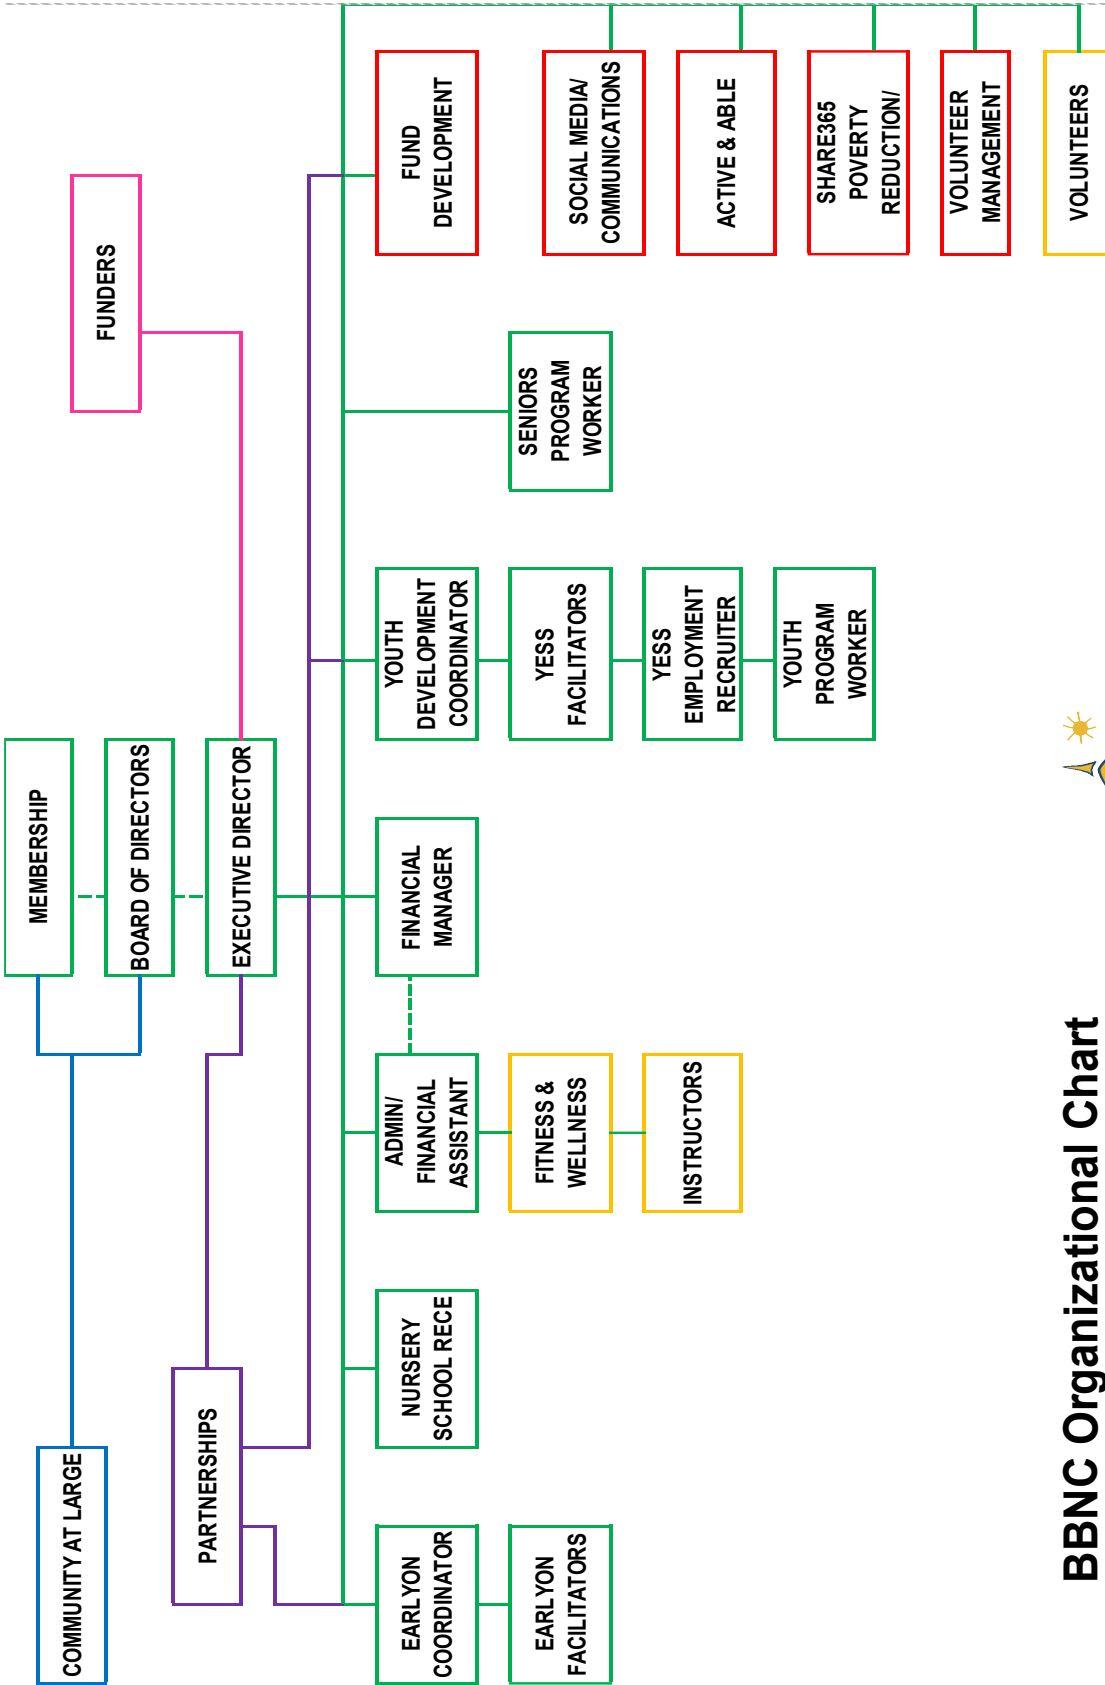 COMMUNITY AT LARGE
MEMBERSHIP
FUNDERS
BOARD OF DIRECTORS
PARTNERSHIPS
EXECUTIVE DIRECTOR
EARLYON
COORDINATOR
NURSERY
SCHOOL RECE
ADMIN/
FINANCIAL
ASSISTANT
FINANCIAL
MANAGER
YOUTH
DEVELOPMENT
COORDINATOR
FUND
DEVELOPMENT
EARLYON
FACILITATORS
FITNESS &
WELLNESS
YESS
FACILITATORS
SENIORS
PROGRAM
WORKER
SOCIAL MEDIA/
COMMUNICATIONS
INSTRUCTORS
YESS
EMPLOYMENT
RECRUITER
ACTIVE & ABLE
YOUTH
PROGRAM
WORKER
SHARE365
POVERTY
REDUCTION/
VOLUNTEER
MANAGEMENT
VOLUNTEERS
BBNC Organizational Chart